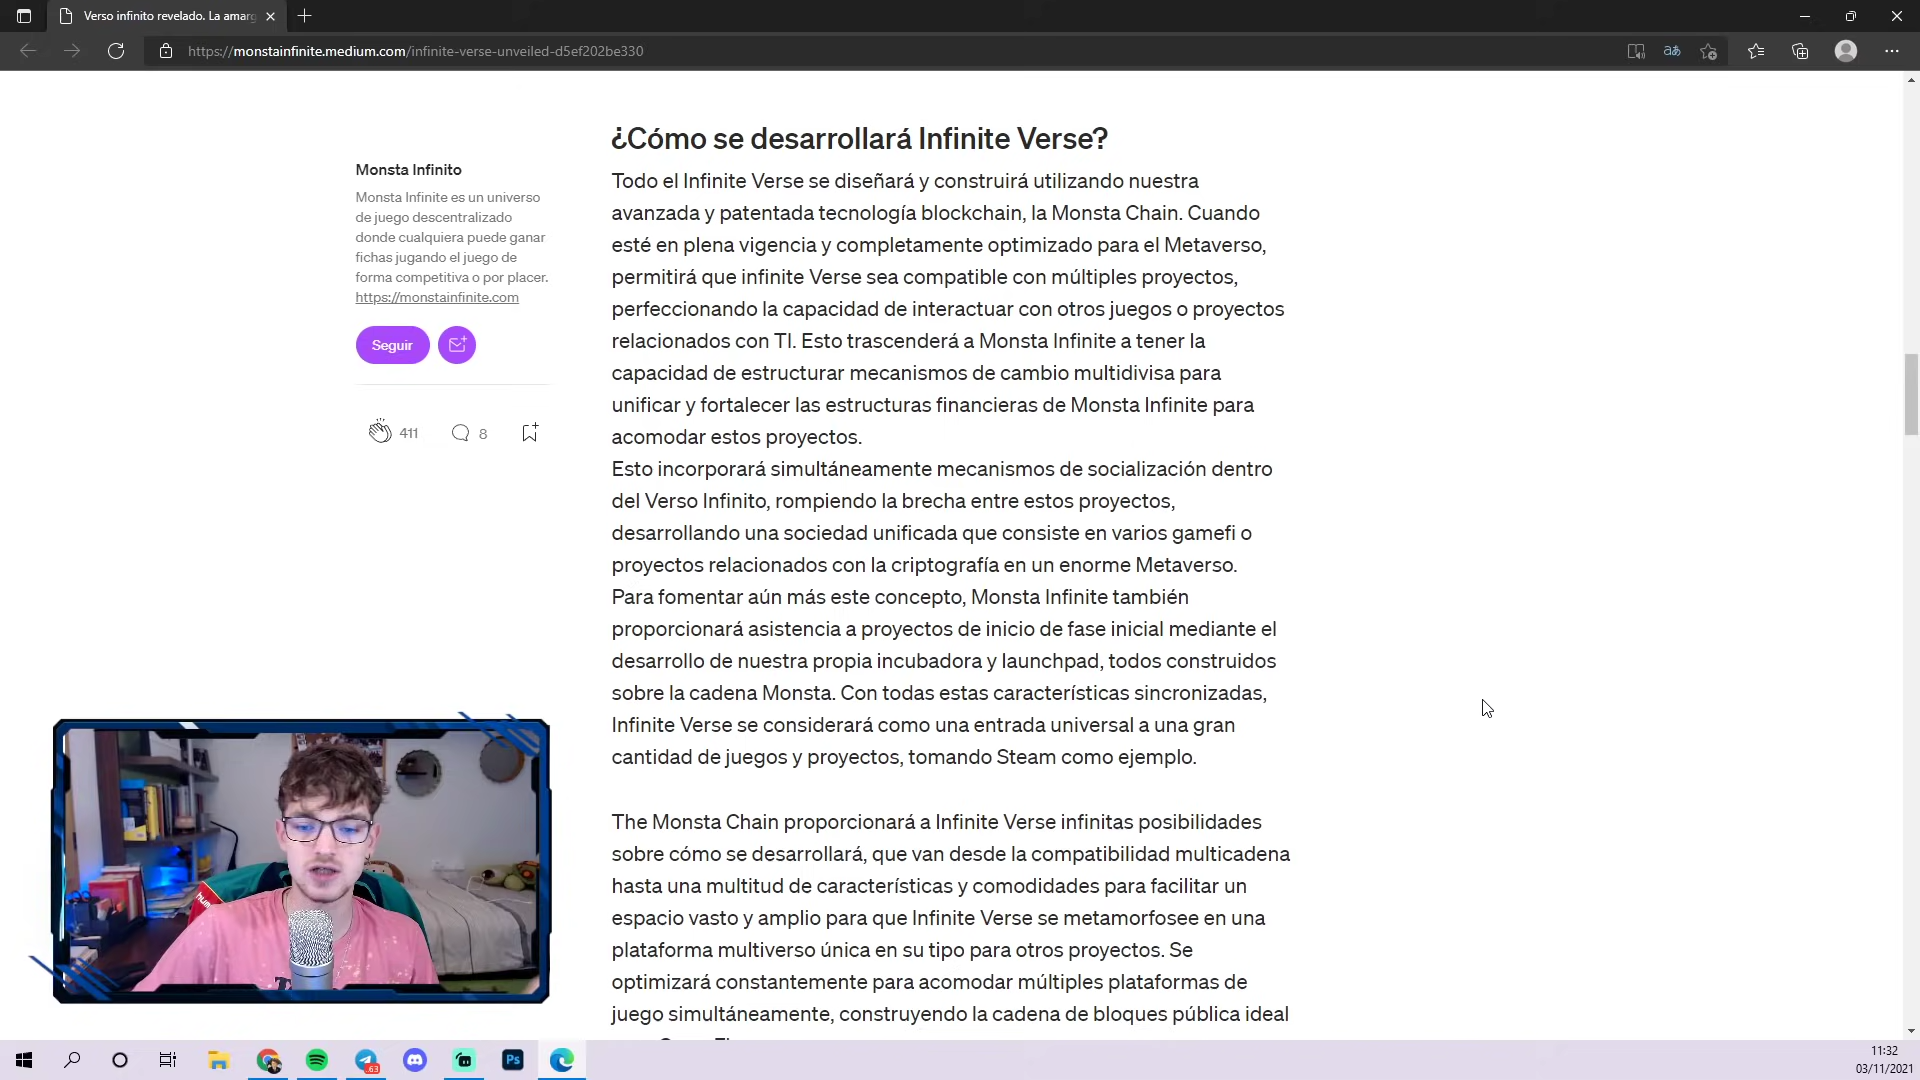 Verso infinito revelado. La amarg
https://monstainfinite.medium.com/infinite-verse-unveiled-d5ef202be330
¿Cómo se desarrollará Infinite Verse?
Monsta Infinito
Monsta Infinite es un universo
de juego descentralizado
donde cualquiera puede ganar
fichas jugando el juego de
forma competitiva o por placer.
https://monstainfinite.com
Seguir
411
8
Todo el Infinite Verse se diseñará y construirá utilizando nuestra
avanzada y patentada tecnología blockchain, la Monsta Chain. Cuando
esté en plena vigencia y completamente optimizado para el Metaverso,
permitirá que infinite Verse sea compatible con múltiples proyectos,
perfeccionando la capacidad de interactuar con otros juegos o proyectos
relacionados con TI. Esto trascenderá a Monsta Infinite a tener la
capacidad de estructurar mecanismos de cambio multidivisa para
unificar y fortalecer las estructuras financieras de Monsta Infinite para
acomodar estos proyectos.
Esto incorporará simultáneamente mecanismos de socialización dentro
del Verso Infinito, rompiendo la brecha entre estos proyectos,
desarrollando una sociedad unificada que consiste en varios gamefi o
proyectos relacionados con la criptografía en un enorme Metaverso.
Para fomentar aún más este concepto, Monsta Infinite también
proporcionará asistencia a proyectos de inicio de fase inicial mediante el
desarrollo de nuestra propia incubadora y launchpad, todos construidos
sobre la cadena Monsta. Con todas estas características sincronizadas,
Infinite Verse se considerará como una entrada universal a una gran
cantidad de juegos y proyectos, tomando Steam como ejemplo.
The Monsta Chain proporcionará a Infinite Verse infinitas posibilidades
sobre cómo se desarrollará, que van desde la compatibilidad multicadena
hasta una multitud de características y comodidades para facilitar un
espacio vasto y amplio para que Infinite Verse se metamorfosee en una
plataforma multiverso única en su tipo para otros proyectos. Se
optimizará constantemente para acomodar múltiples plataformas de
juego simultáneamente, construyendo la cadena de bloques pública ideal
63
Ps
11:32
03/11/2021